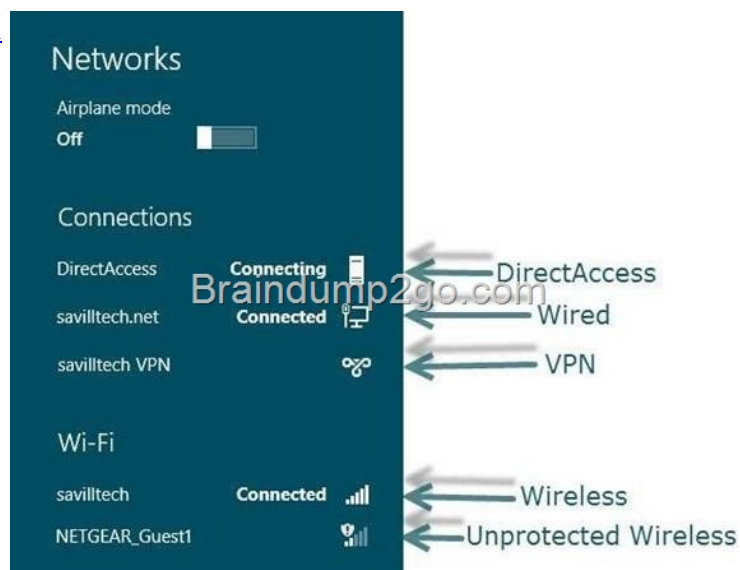 Networks
Airplane mode
Off
Connections
DirectAccess Connecting DirectAccess
Braindump2go.com
savilltech.net Connected Wired
savilltech VPN VPN
Wi-Fi
savilltech Connected Wireless
NETGEAR_Guest1 Unprotected Wireless